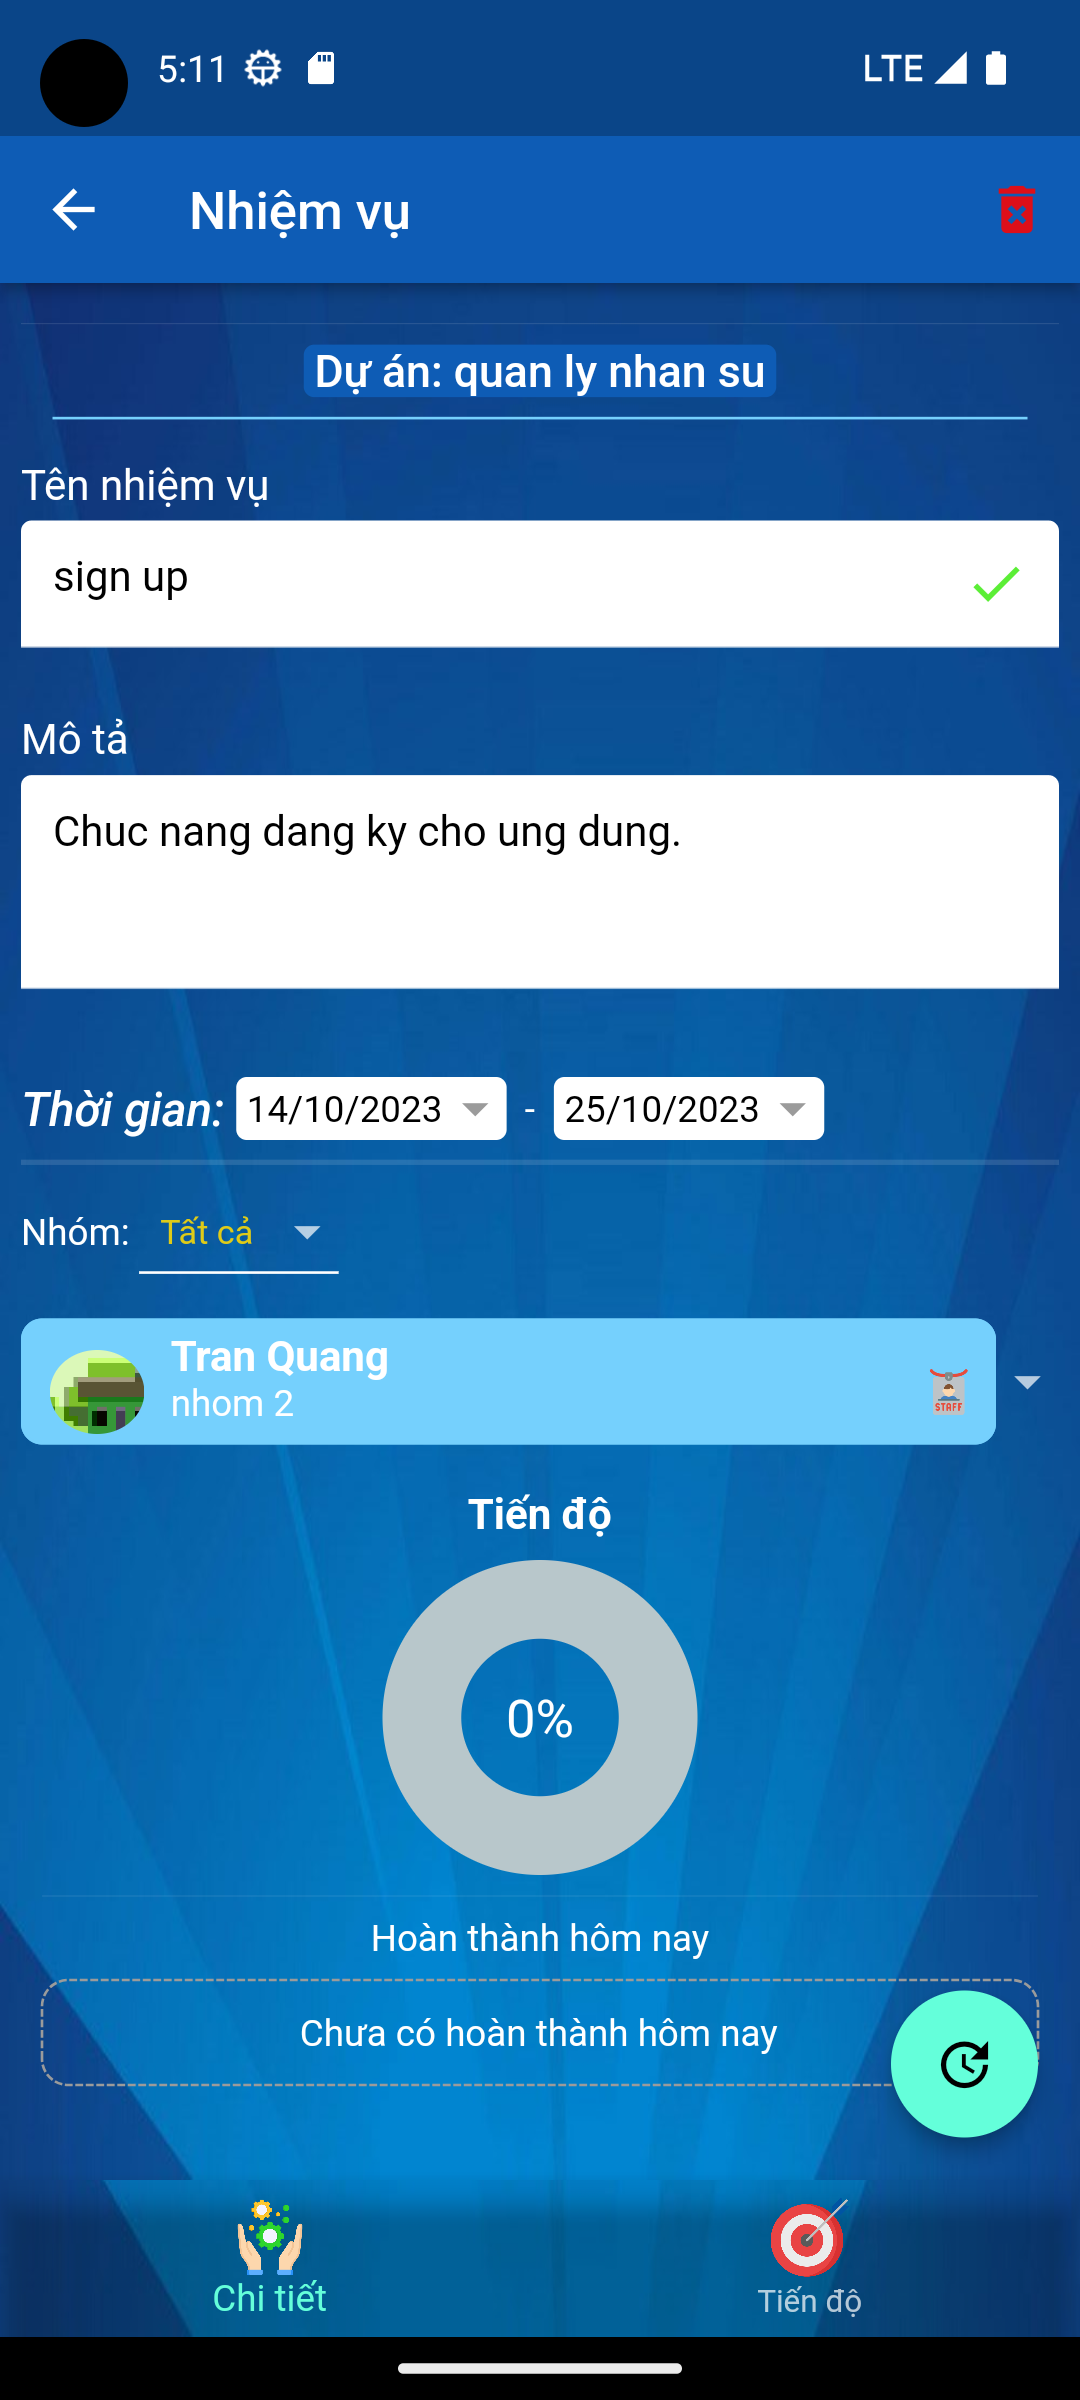 5:11
LTE
Nhiệm vụ
Dự án: quan ly nhan su
Tên nhiệm vụ
sign up
Mô tả
Chuc nang dang ky cho ung dung.
Thời gian: 14/10/2023 - 25/10/2023
Nhóm: Tất cả
Tran Quang
nhom 2
STAFF
Tiến độ
0%
Hoàn thành hôm nay
Chưa có hoàn thành hôm nay
Chi tiết
Tiến độ